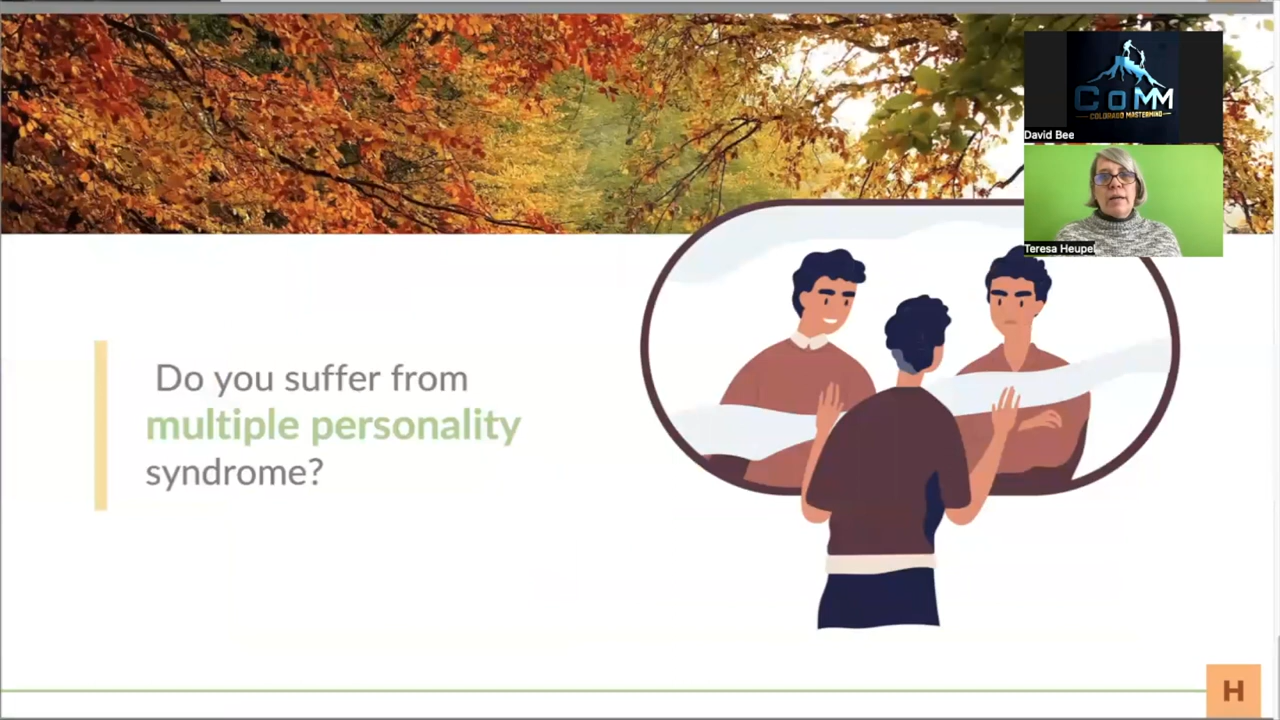 CoMM
COLORADO MASTERMIND
David Bee
Teresa Heupel
Do you suffer from
multiple personality
syndrome?
H